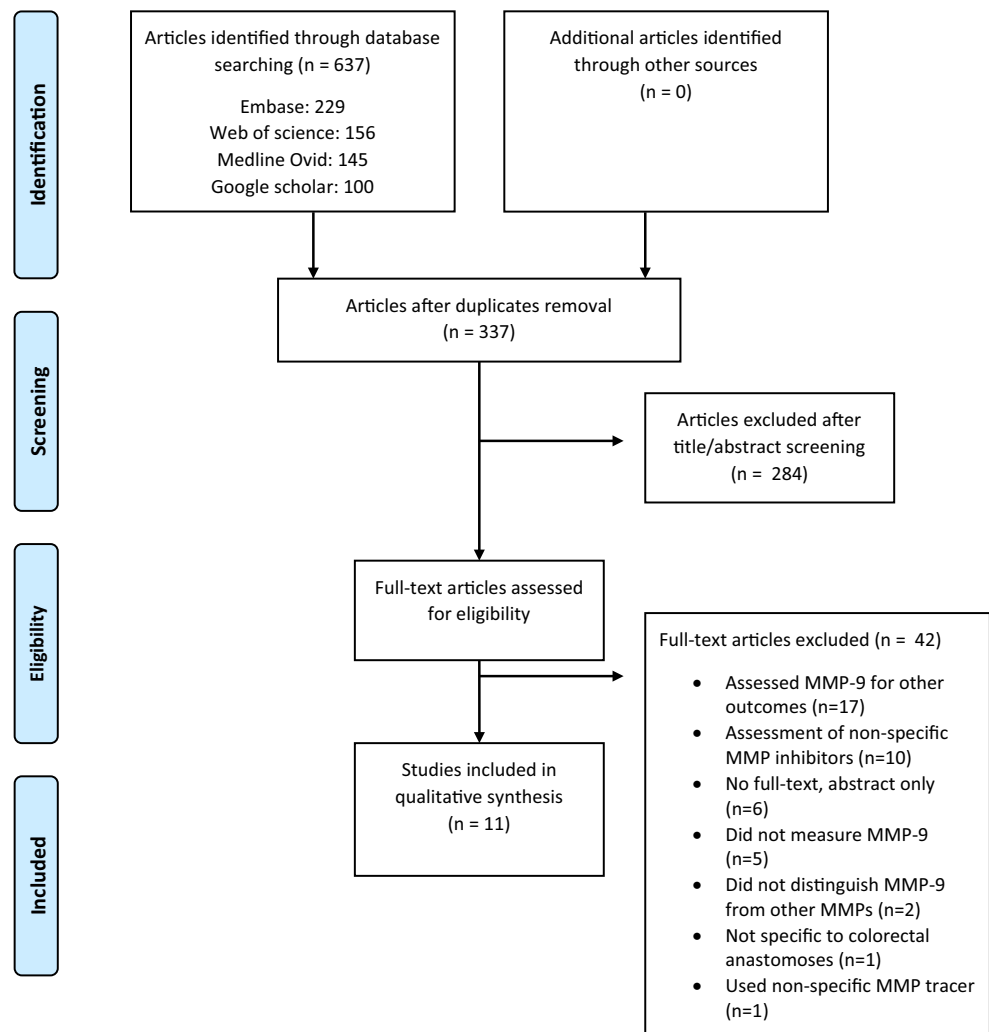 Identification
Articles identified through database
searching (n = 637)
Embase: 229
Web of science: 156
Medline Ovid: 145
Google scholar: 100
Additional articles identified
through other sources
(n = 0)
Articles after duplicates removal
(n = 337)
Screening
Articles excluded after
title/abstract screening
(n = 284)
Eligibility
Full-text articles assessed
for eligibility
Full-text articles excluded (n = 42)
• Assessed MMP-9 for other
outcomes (n=17)
• Assessment of non-specific
MMP inhibitors (n=10)
• No full-text, abstract only
(n=6)
• Did not measure MMP-9
(n=5)
• Did not distinguish MMP-9
from other MMPs (n=2)
• Not specific to colorectal
anastomoses (n=1)
• Used non-specific MMP tracer
(n=1)
Included
Studies included in
qualitative synthesis
(n = 11)